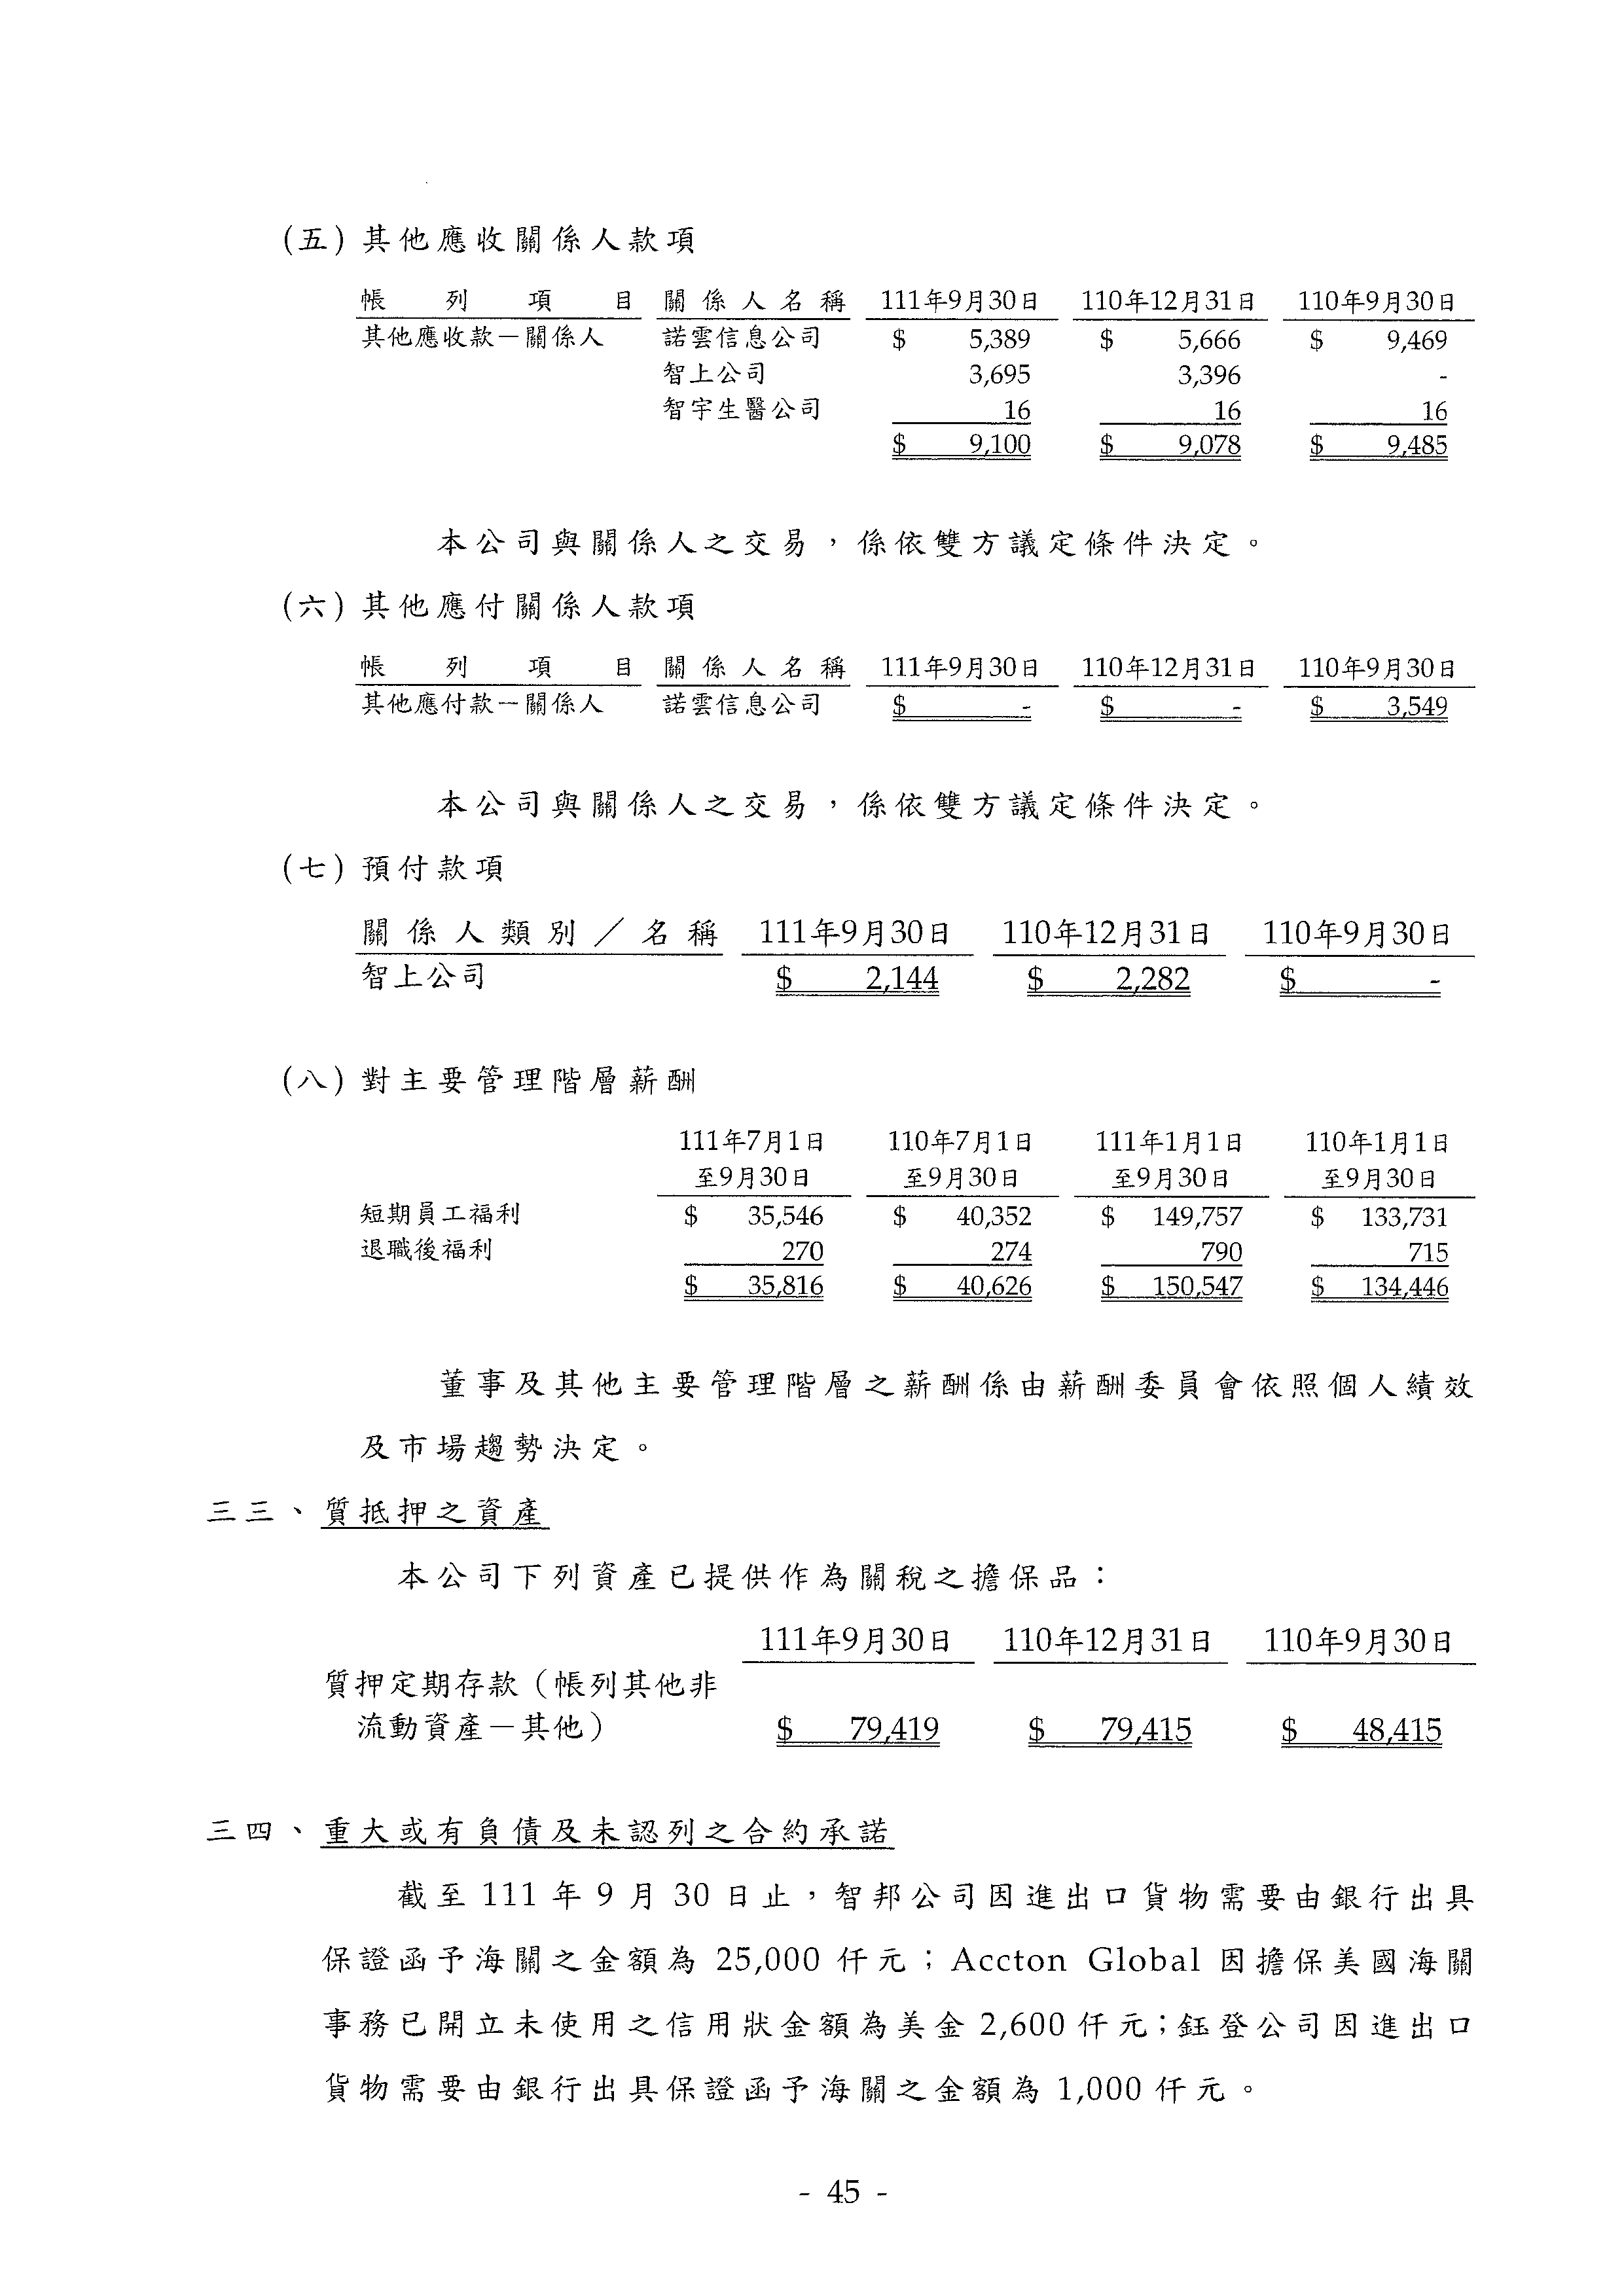 (五) 其他應收關係人款項
帳列項目 關係人名稱 111年9月30日 110年12月31日 110年9月30日
其他應收款－關係人 諾雲信息公司 $ 5,389 $ 5,666 $ 9,469
智上公司 3,695 3,396 -
智宇生醫公司 16 16 16
$ 9,100 $ 9,078 $ 9,485
本公司與關係人之交易，係依雙方議定條件決定。
(六) 其他應付關係人款項
帳列項目 關係人名稱 111年9月30日 110年12月31日 110年9月30日
其他應付款－關係人 諾雲信息公司 $ - $ - $ 3,549
本公司與關係人之交易，係依雙方議定條件決定。
(七) 預付款項
關係人類別／名稱 111年9月30日 110年12月31日 110年9月30日
智上公司 $ 2,144 $ 2,282 $ -
(八) 對主要管理階層薪酬
111年7月1日 110年7月1日 111年1月1日 110年1月1日
至9月30日 至9月30日 至9月30日 至9月30日
短期員工福利 $ 35,546 $ 40,352 $ 149,757 $ 133,731
退職後福利 270 274 790 715
$ 35,816 $ 40,626 $ 150,547 $ 134,446
董事及其他主要管理階層之薪酬係由薪酬委員會依照個人績效
及市場趨勢決定。
三三、質抵押之資產
本公司下列資產已提供作為關稅之擔保品：
111年9月30日 110年12月31日 110年9月30日
質押定期存款（帳列其他非
流動資產－其他） $ 79,419 $ 79,415 $ 48,415
三四、重大或有負債及未認列之合約承諾
截至 111 年 9 月 30 日止，智邦公司因進出口貨物需要由銀行出具
保證函予海關之金額為 25,000 仟元；Accton Global 因擔保美國海關
事務已開立未使用之信用狀金額為美金 2,600 仟元；鈺登公司因進出口
貨物需要由銀行出具保證函予海關之金額為 1,000 仟元。
- 45 -